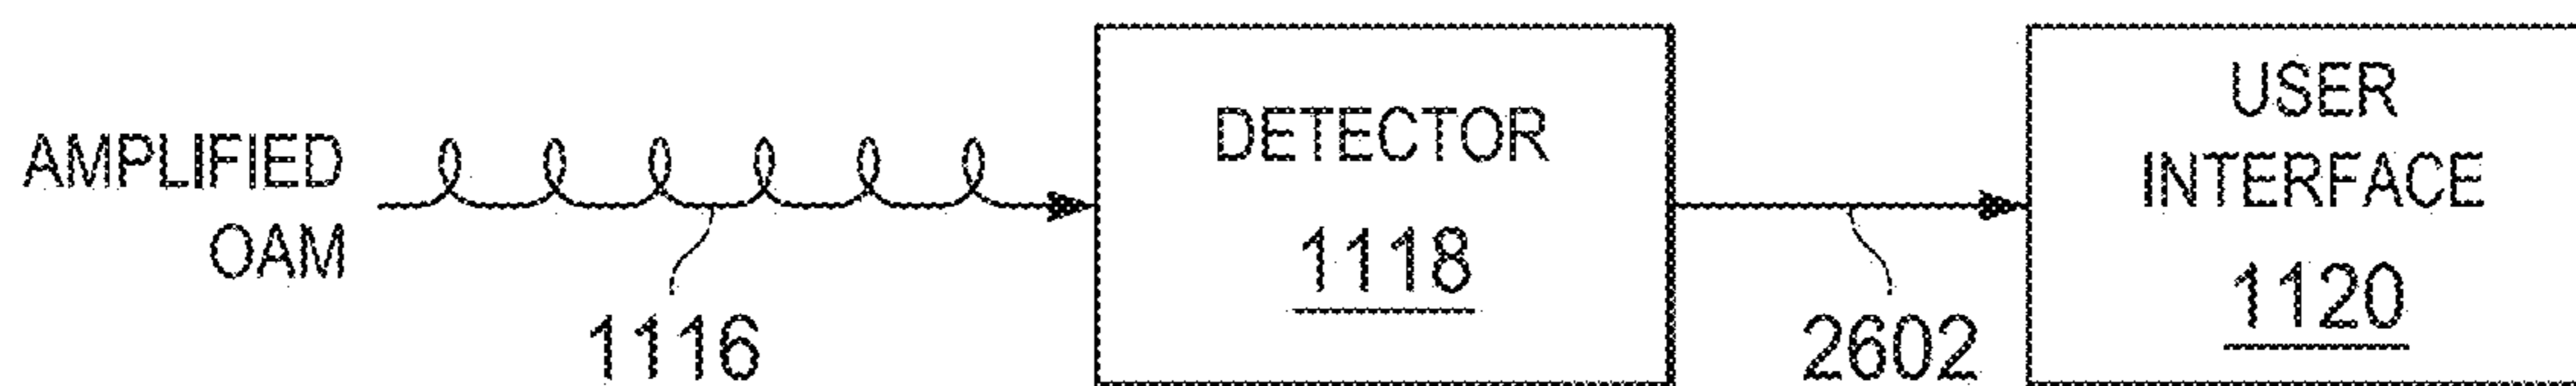 AMPLIFIED
OAM
1116
DETECTOR
1118
2602
USER
INTERFACE
1120